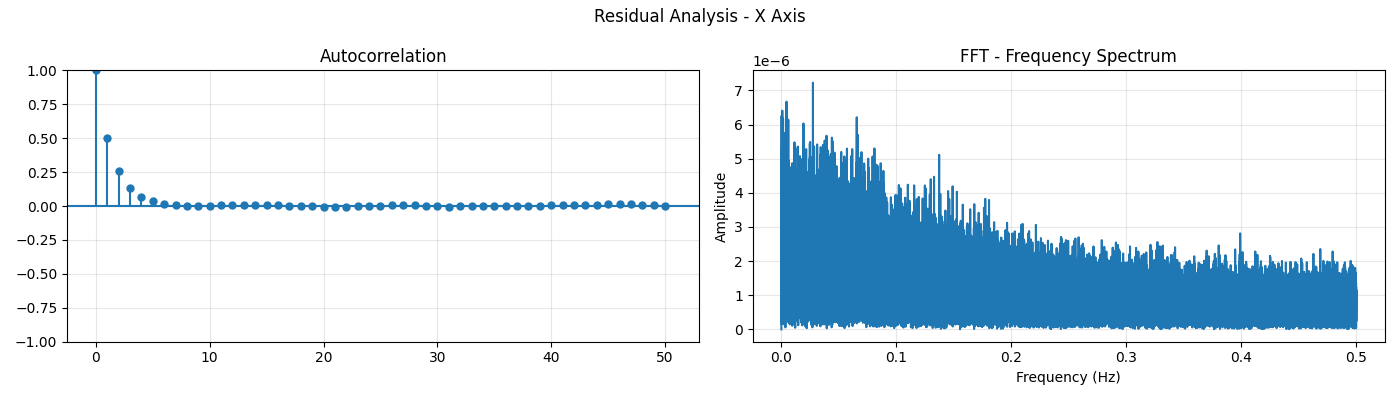 Residual Analysis - X Axis
Autocorrelation
1.00
0.75
0.50
0.25
0.00
−0.25
−0.50
−0.75
−1.00
0 10 20 30 40 50
FFT - Frequency Spectrum
1e−6
Amplitude
7
6
5
4
3
2
1
0
0.0 0.1 0.2 0.3 0.4 0.5
Frequency (Hz)